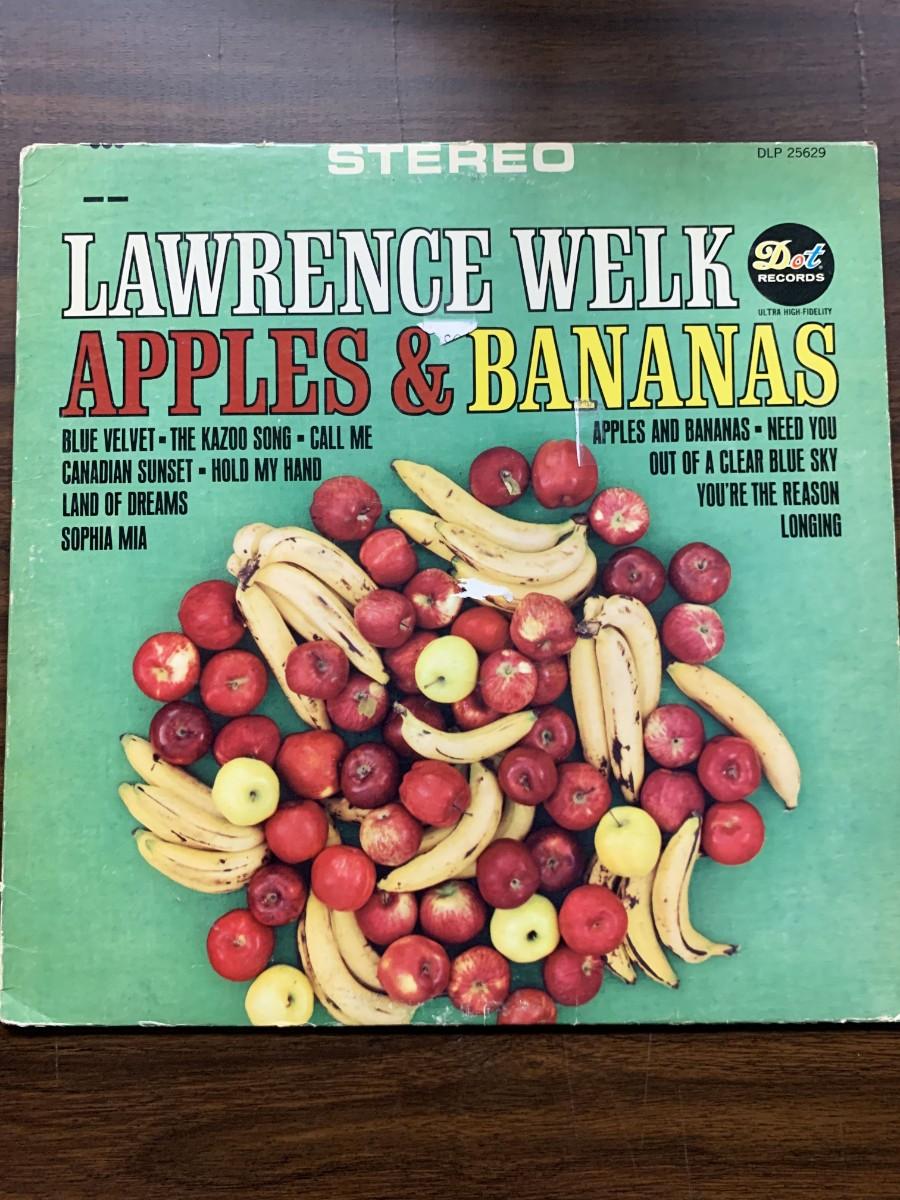 STEREO
DLP 25629
LAWRENCE WELK
Dot
RECORDS
ULTRA HIGH-FIDELITY
APPLES & BANANAS
BLUE VELVET ▪ THE KAZOO SONG ▪ CALL ME
CANADIAN SUNSET ▪ HOLD MY HAND
LAND OF DREAMS
SOPHIA MIA
APPLES AND BANANAS ▪ NEED YOU
OUT OF A CLEAR BLUE SKY
YOU'RE THE REASON
LONGING